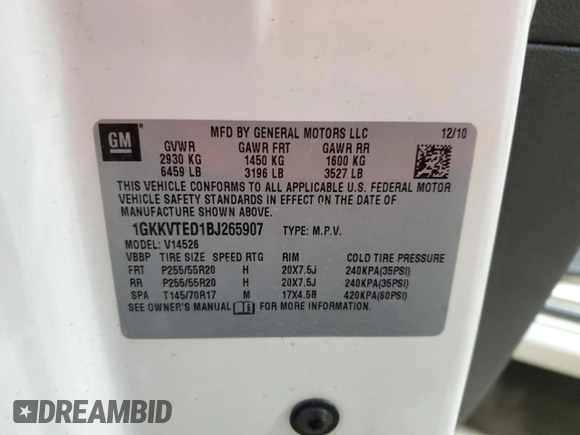 GM
MFD BY GENERAL MOTORS LLC 12/10
GVWR GAWR FRT GAWR RR
2930 KG 1450 KG 1600 KG
6459 LB 3196 LB 3527 LB
THIS VEHICLE CONFORMS TO ALL APPLICABLE U.S. FEDERAL MOTOR
VEHICLE SAFETY STANDARDS IN EFFECT ON THE DATE OF
MANUFACTURE SHOWN ABOVE.
1GKKVTED1BJ265907 TYPE: M.P.V.
MODEL: V14526
VBBP TIRE SIZE SPEED RTG RIM COLD TIRE PRESSURE
FRT P255/55R20 H 20X7.5J 240KPA(35PSI)
RR P255/55R20 H 20X7.5J 240KPA(35PSI)
SPA T145/70R17 M 17X4.5B 420KPA(60PSI)
SEE OWNER'S MANUAL FOR MORE INFORMATION.
DREAMBID